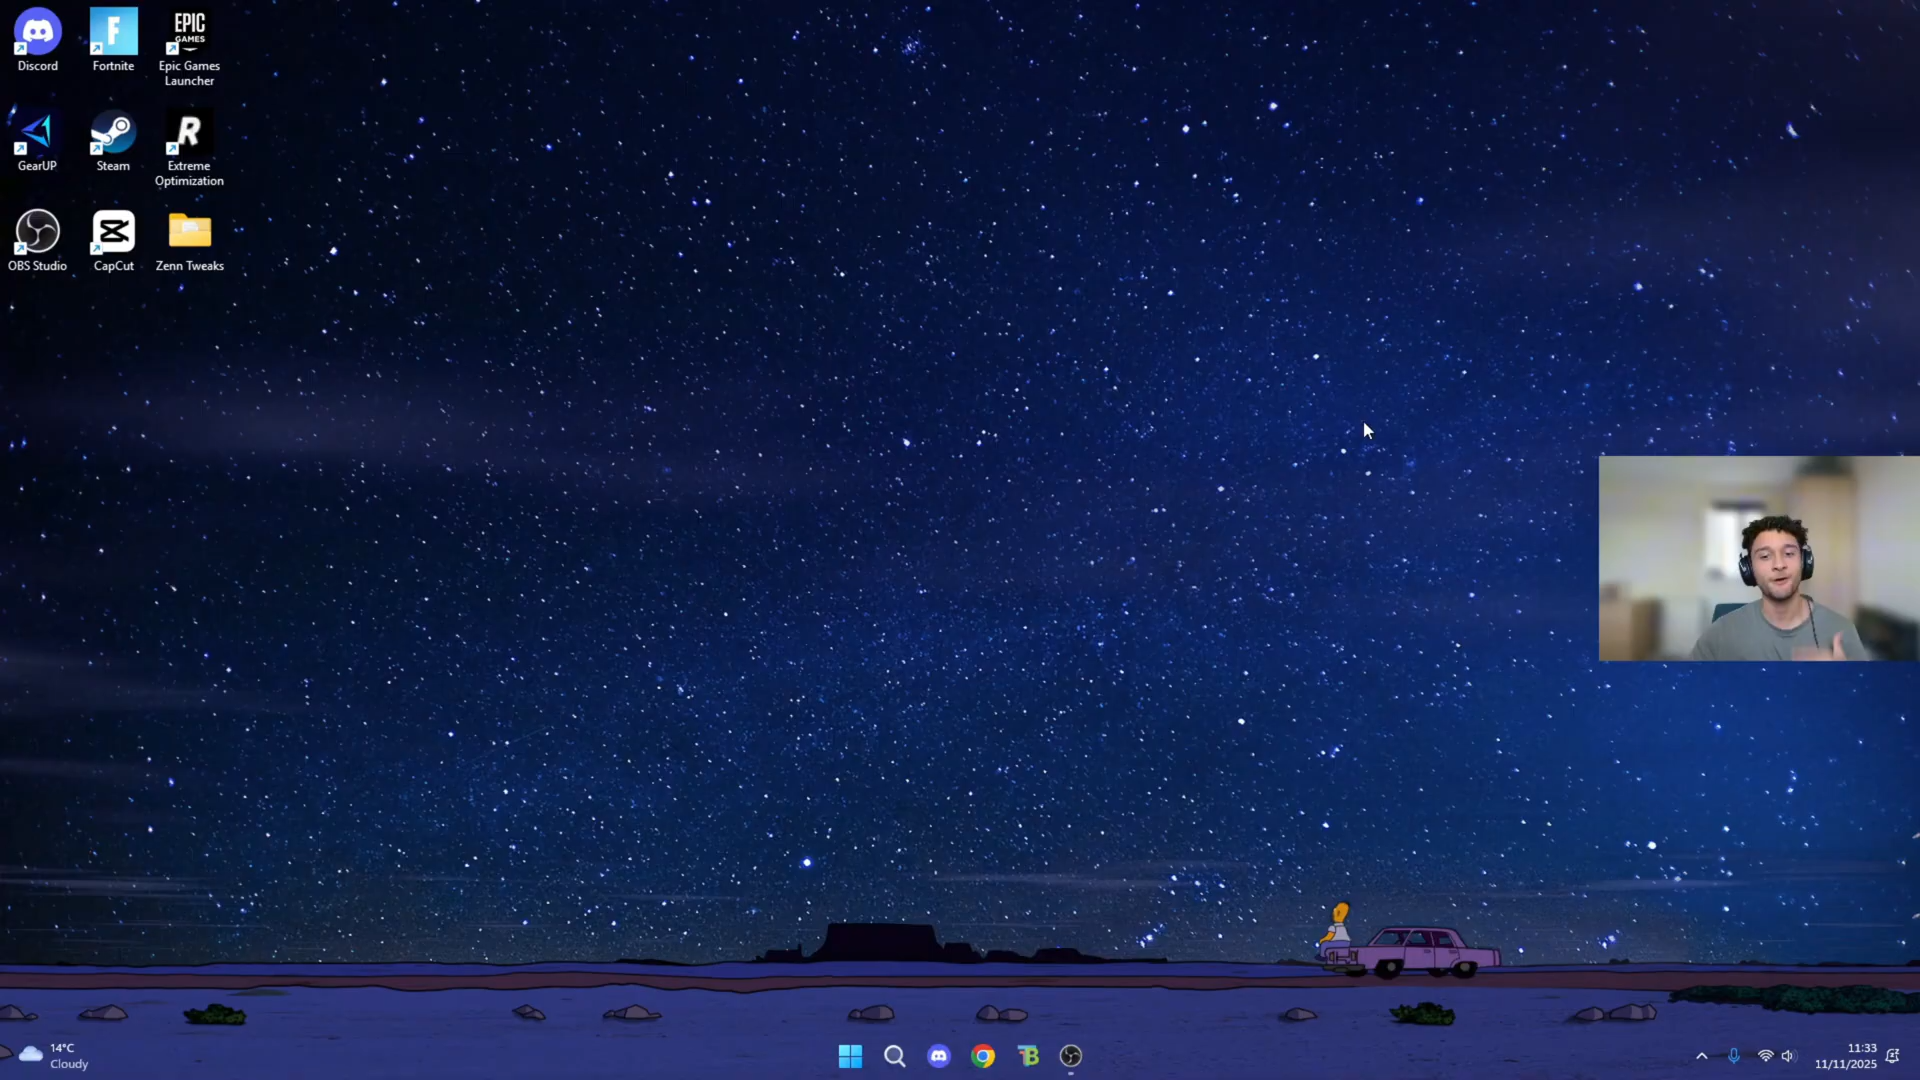 Discord
Fortnite
EPIC
GAMES
Epic Games
Launcher
GearUP
Steam
Extreme
Optimization
OBS Studio
CapCut
Zenn Tweaks
14°C
Cloudy
11:33
11/11/2025